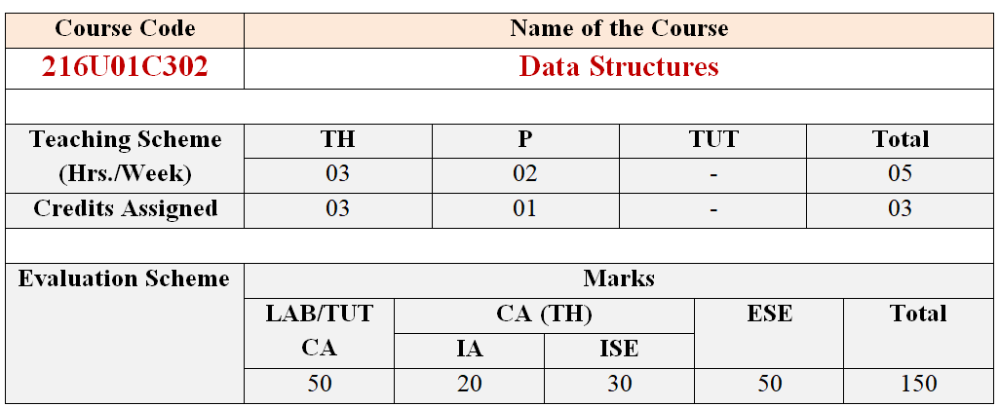 Course Code Name of the Course
216U01C302 Data Structures
Teaching Scheme TH P TUT Total
(Hrs./Week) 03 02 - 05
Credits Assigned 03 01 - 03
Evaluation Scheme Marks
LAB/TUT CA (TH) ESE Total
CA IA ISE
50 20 30 50 150